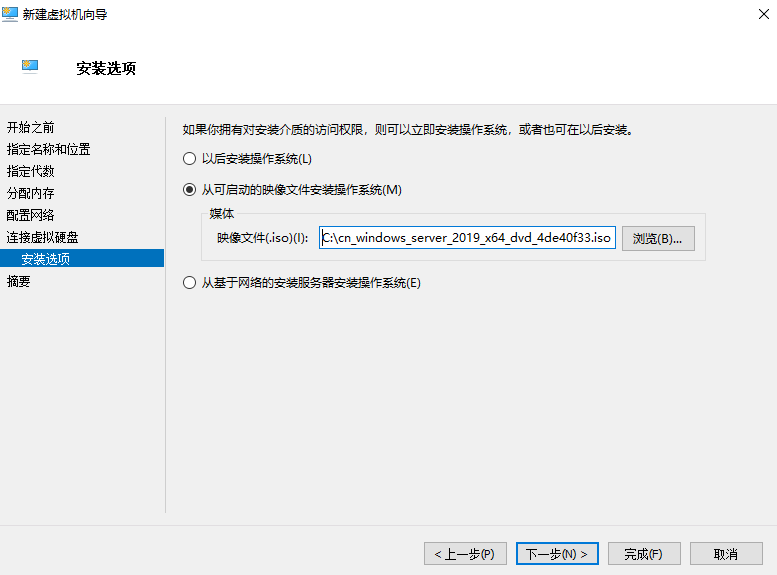 新建虚拟机向导
安装选项
开始之前
指定名称和位置
指定代数
分配内存
配置网络
连接虚拟硬盘
安装选项
摘要
如果你拥有对安装介质的访问权限，则可以立即安装操作系统，或者也可在以后安装。
以后安装操作系统(L)
从可启动的映像文件安装操作系统(M)
媒体
映像文件(.iso)(I): C:\cn_windows_server_2019_x64_dvd_4de40f33.iso 浏览(B)...
从基于网络的安装服务器安装操作系统(E)
< 上一步(P) 下一步(N) > 完成(F) 取消